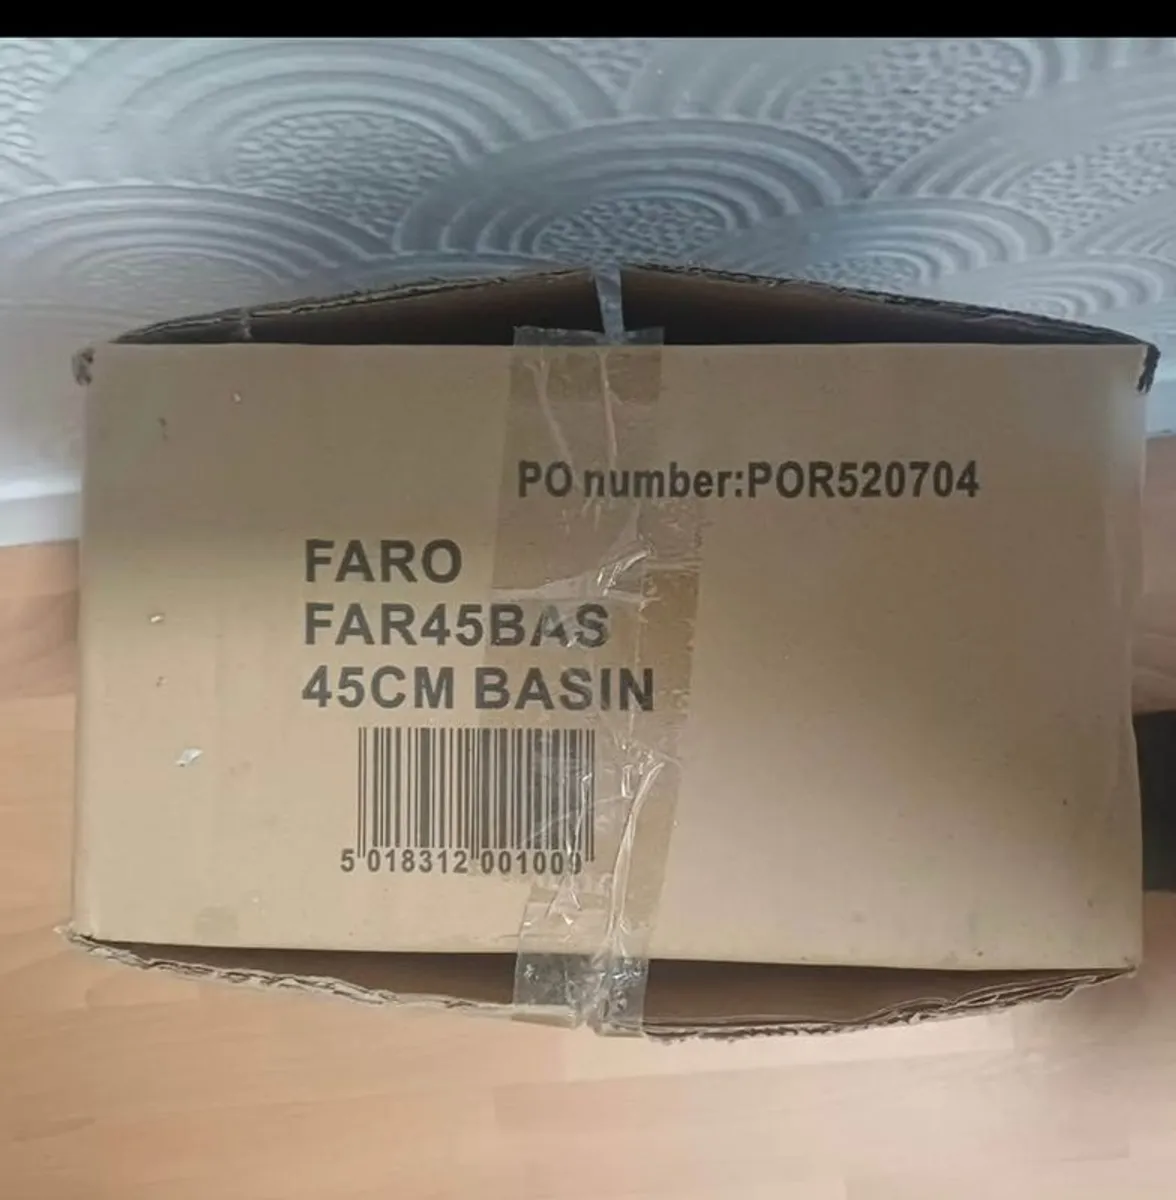 PO number:POR520704
FARO
FAR45BAS
45CM BASIN
5 018312 001009